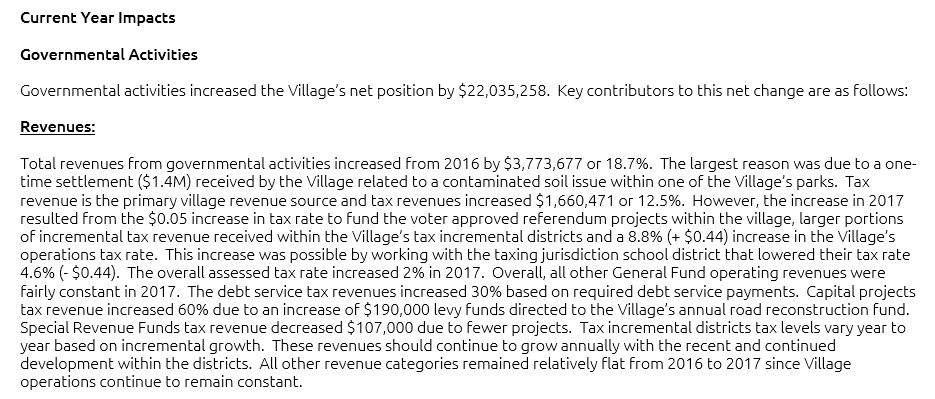 Current Year Impacts
Governmental Activities
Governmental activities increased the Village's net position by $22,035,258.  Key contributors to this net change are as follows:
Revenues:
Total revenues from governmental activities increased from 2016 by $3,773,677 or 18.7%.  The largest reason was due to a one-
time settlement ($1.4M) received by the Village related to a contaminated soil issue within one of the Village's parks.  Tax
revenue is the primary village revenue source and tax revenues increased $1,660,471 or 12.5%.  However, the increase in 2017
resulted from the $0.05 increase in tax rate to fund the voter approved referendum projects within the village, larger portions
of incremental tax revenue received within the Village's tax incremental districts and a 8.8% (+ $0.44) increase in the Village's
operations tax rate.  This increase was possible by working with the taxing jurisdiction school district that lowered their tax rate
4.6% (- $0.44).  The overall assessed tax rate increased 2% in 2017.  Overall, all other General Fund operating revenues were
fairly constant in 2017.  The debt service tax revenues increased 30% based on required debt service payments.  Capital projects
tax revenue increased 60% due to an increase of $190,000 levy funds directed to the Village's annual road reconstruction fund.
Special Revenue Funds tax revenue decreased $107,000 due to fewer projects.  Tax incremental districts tax levels vary year to
year based on incremental growth.  These revenues should continue to grow annually with the recent and continued
development within the districts.  All other revenue categories remained relatively flat from 2016 to 2017 since Village
operations continue to remain constant.